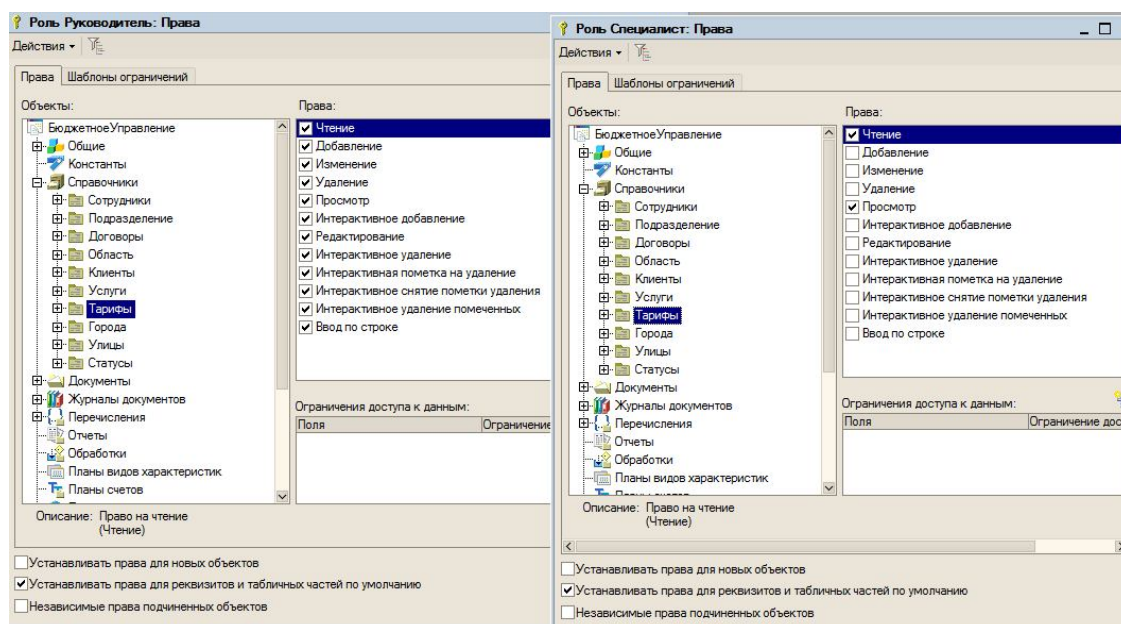 Роль Руководитель: Права
Действия
Права
Шаблоны ограничений
Объекты:
Права:
БюджетноеУправление
Общие
Константы
Справочники
Сотрудники
Подразделение
Договоры
Область
Клиенты
Услуги
Тарифы
Города
Улицы
Статусы
Документы
Журналы документов
Перечисления
Отчеты
Обработки
Планы видов характеристик
Планы счетов
Чтение
Добавление
Изменение
Удаление
Просмотр
Интерактивное добавление
Редактирование
Интерактивное удаление
Интерактивная пометка на удаление
Интерактивное снятие пометки удаления
Интерактивное удаление помеченных
Ввод по строке
Ограничения доступа к данным:
Поля
Ограничение
Описание: Право на чтение
(Чтение)
Устанавливать права для новых объектов
Устанавливать права для реквизитов и табличных частей по умолчанию
Независимые права подчиненных объектов
Роль Специалист: Права
Действия
Права
Шаблоны ограничений
Объекты:
Права:
БюджетноеУправление
Общие
Константы
Справочники
Сотрудники
Подразделение
Договоры
Область
Клиенты
Услуги
Тарифы
Города
Улицы
Статусы
Документы
Журналы документов
Перечисления
Отчеты
Обработки
Планы видов характеристик
Чтение
Добавление
Изменение
Удаление
Просмотр
Интерактивное добавление
Редактирование
Интерактивное удаление
Интерактивная пометка на удаление
Интерактивное снятие пометки удаления
Интерактивное удаление помеченных
Ввод по строке
Ограничения доступа к данным:
Поля
Ограничение дос
Описание: Право на чтение
(Чтение)
Устанавливать права для новых объектов
Устанавливать права для реквизитов и табличных частей по умолчанию
Независимые права подчиненных объектов